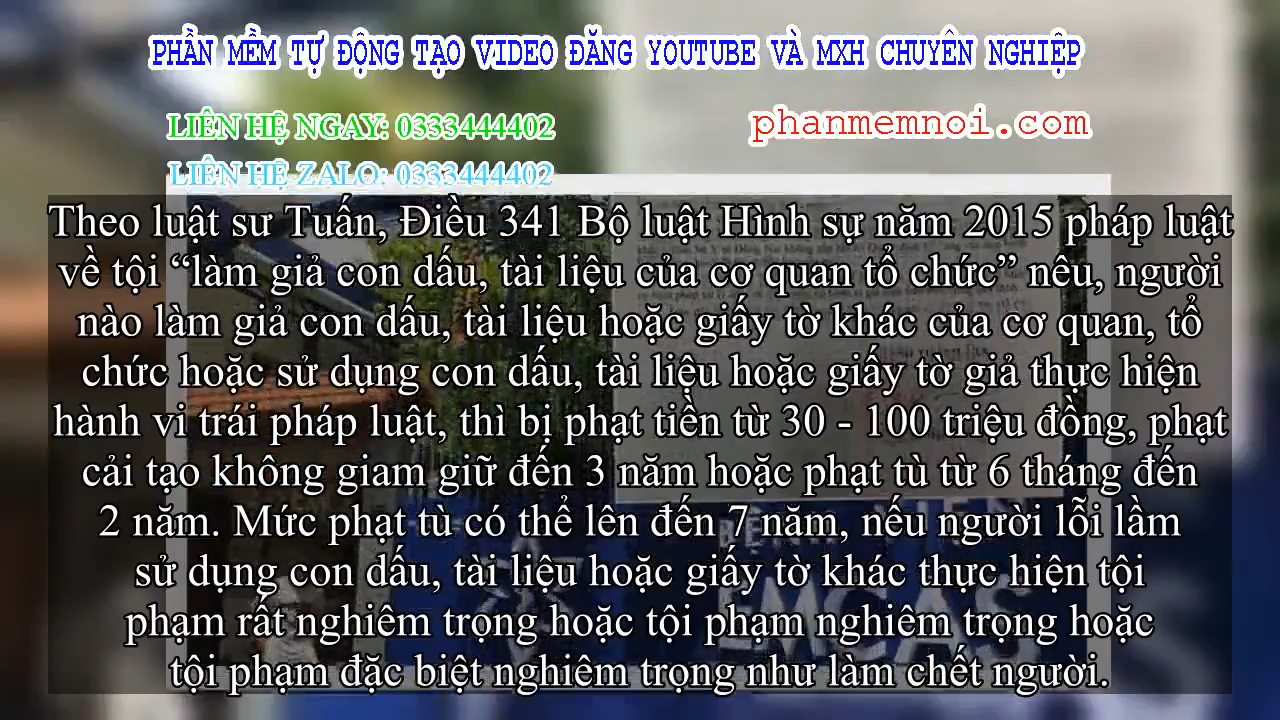 PHẦN MỀM TỰ ĐỘNG TẠO VIDEO ĐĂNG YOUTUBE VÀ MXH CHUYÊN NGHIỆP
LIÊN HỆ NGAY: 0333444402
phanmemnoi.com
LIÊN HỆ ZALO: 0333444402
Theo luật sư Tuấn, Điều 341 Bộ luật Hình sự năm 2015 pháp luật
về tội “làm giả con dấu, tài liệu của cơ quan tổ chức” nêu, người
nào làm giả con dấu, tài liệu hoặc giấy tờ khác của cơ quan, tổ
chức hoặc sử dụng con dấu, tài liệu hoặc giấy tờ giả thực hiện
hành vi trái pháp luật, thì bị phạt tiền từ 30 - 100 triệu đồng, phạt
cải tạo không giam giữ đến 3 năm hoặc phạt tù từ 6 tháng đến
2 năm. Mức phạt tù có thể lên đến 7 năm, nếu người lỗi lầm
sử dụng con dấu, tài liệu hoặc giấy tờ khác thực hiện tội
phạm rất nghiêm trọng hoặc tội phạm nghiêm trọng hoặc
tội phạm đặc biệt nghiêm trọng như làm chết người.
EMCAS